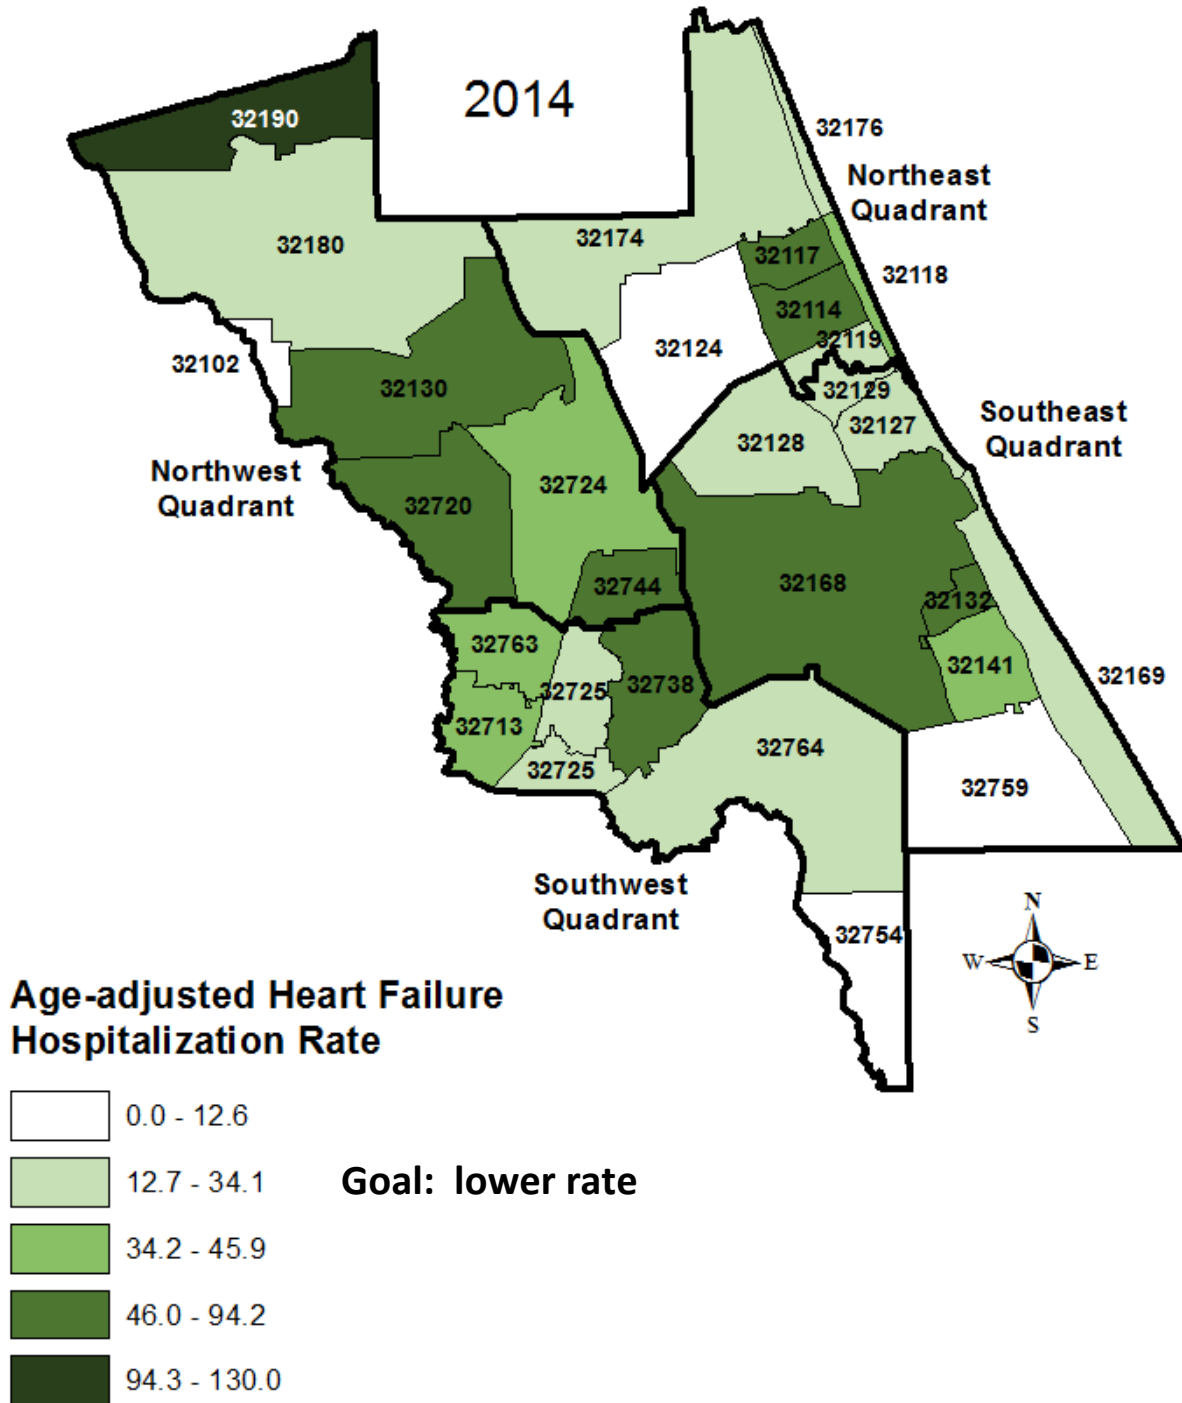 2014
32190
32176
Northeast
Quadrant
32180
32174
32117
32118
32114
32119
32124
32102
32130
32129
32127
32128
Southeast
Quadrant
Northwest
Quadrant
32724
32720
32744
32168
32132
32763
32141
32169
32725
32738
32713
32764
32725
32759
Southwest
Quadrant
32754
N
W
E
S
Age-adjusted Heart Failure
Hospitalization Rate
0.0 - 12.6
12.7 - 34.1
Goal: lower rate
34.2 - 45.9
46.0 - 94.2
94.3 - 130.0